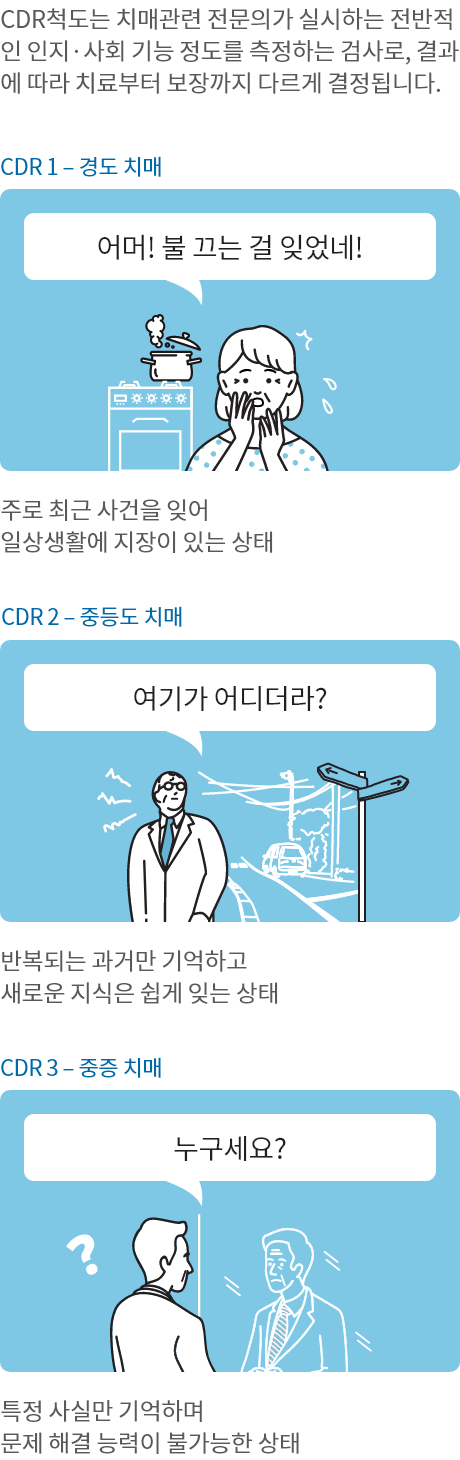 CDR척도는 치매관련 전문의가 실시하는 전반적
인 인지·사회 기능 정도를 측정하는 검사로, 결과
에 따라 치료부터 보장까지 다르게 결정됩니다.
CDR 1 – 경도 치매
어머! 불 끄는 걸 잊었네!
주로 최근 사건을 잊어
일상생활에 지장이 있는 상태
CDR 2 – 중등도 치매
여기가 어디더라?
반복되는 과거만 기억하고
새로운 지식은 쉽게 잊는 상태
CDR 3 – 중증 치매
누구세요?
?
특정 사실만 기억하며
문제 해결 능력이 불가능한 상태